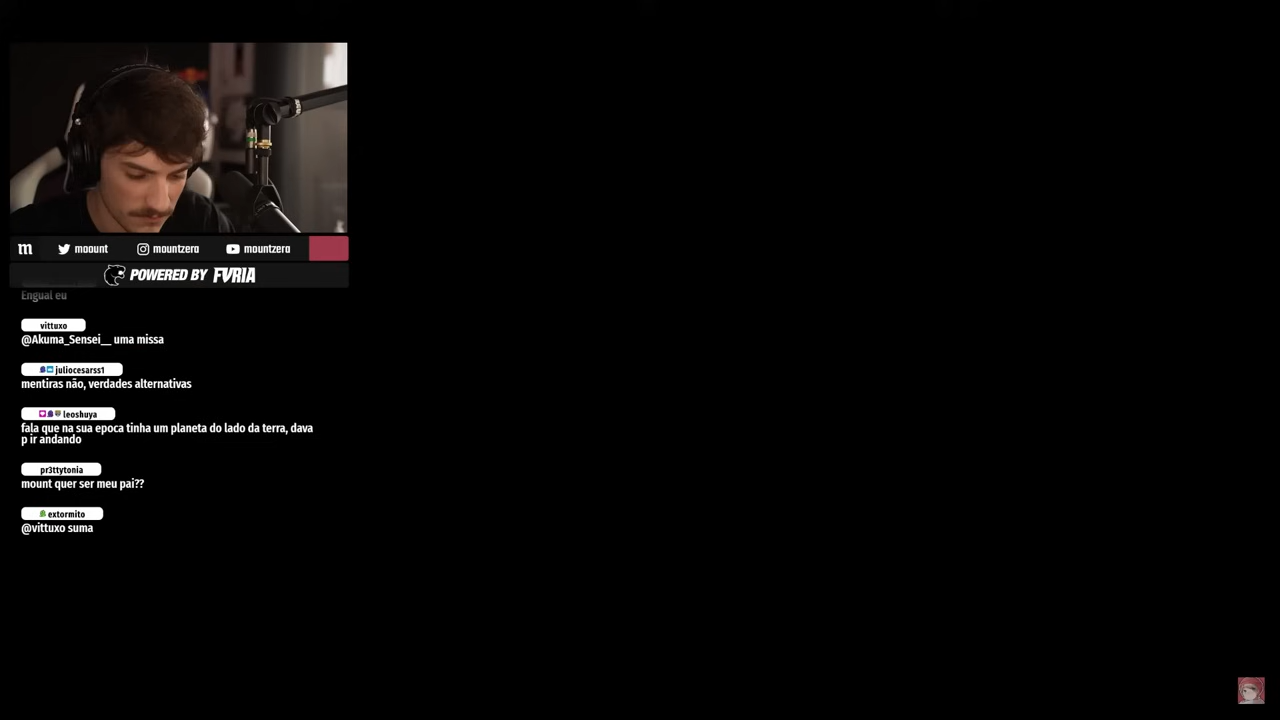 m moount mountzera mountzera
POWERED BY FVRIA
Engual eu
vittuxo
@Akuma_Sensei__ uma missa
juliocesarss1
mentiras não, verdades alternativas
leoshuya
fala que na sua epoca tinha um planeta do lado da terra, dava
p ir andando
pr3ttytonia
mount quer ser meu pai??
extormito
@vittuxo suma